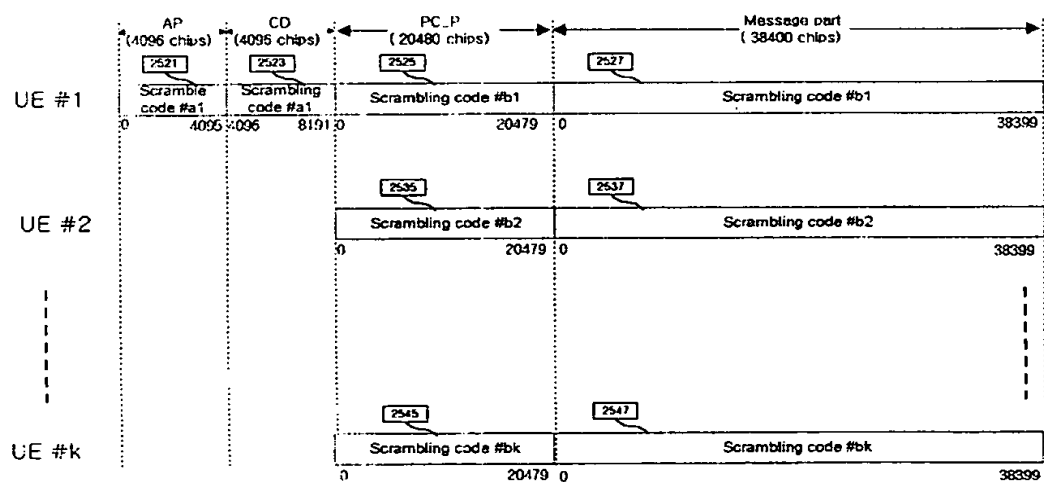 AP CD PC_P Message part
(4096 chips) (4096 chips) (20480 chips) (38400 chips)
2521 2523 2525 2527
UE #1 Scramble code #a1 Scrambling code #a1 Scrambling code #b1 Scrambling code #b1
0 4095 4096 8191 0 20479 0 38399
2535 2537
UE #2 Scrambling code #b2 Scrambling code #b2
0 20479 0 38399
2545 2547
UE #k Scrambling code #bk Scrambling code #bk
0 20479 0 38399